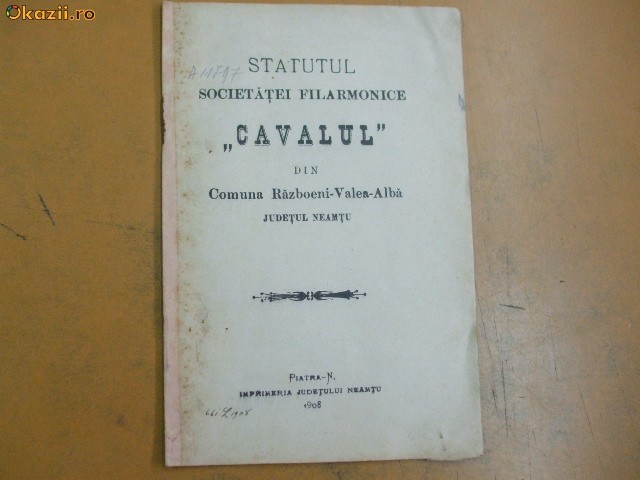 Okazii.ro
STATUTUL
SOCIETĂȚEI FILARMONICE
„CAVALUL”
DIN
Comuna Războeni-Valea-Albă
JUDEȚUL NEAMȚU
PIATRA-N.
IMPRIMERIA JUDEȚULUI NEAMȚU
1908